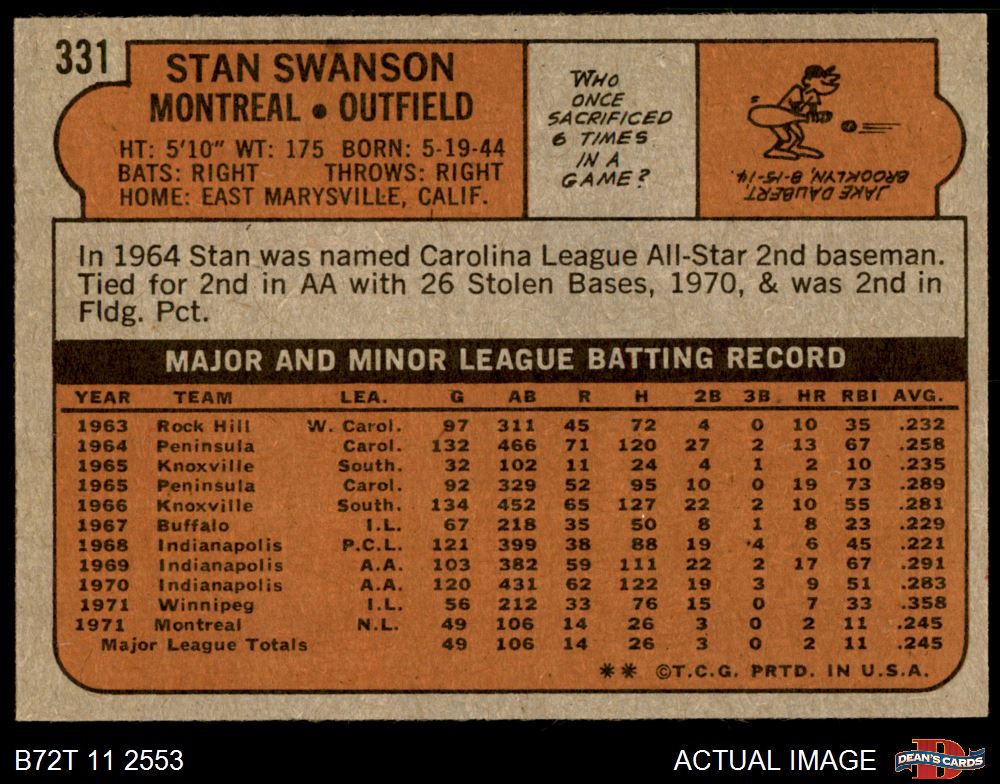 331
STAN SWANSON
MONTREAL • OUTFIELD
HT: 5'10" WT: 175 BORN: 5-19-44
BATS: RIGHT THROWS: RIGHT
HOME: EAST MARYSVILLE, CALIF.
WHO
ONCE
SACRIFICED
6 TIMES
IN A
GAME?
JAKE DAUBERT,
BROOKLYN, 8-15-14.
In 1964 Stan was named Carolina League All-Star 2nd baseman.
Tied for 2nd in AA with 26 Stolen Bases, 1970, & was 2nd in
Fldg. Pct.
MAJOR AND MINOR LEAGUE BATTING RECORD
YEAR TEAM LEA. G AB R H 2B 3B HR RBI AVG.
1963 Rock Hill W. Carol. 97 311 45 72 4 0 10 35 .232
1964 Peninsula Carol. 132 466 71 120 27 2 13 67 .258
1965 Knoxville South. 32 102 11 24 4 1 2 10 .235
1965 Peninsula Carol. 92 329 52 95 10 0 19 73 .289
1966 Knoxville South. 134 452 65 127 22 2 10 55 .281
1967 Buffalo I.L. 67 218 35 50 8 1 8 23 .229
1968 Indianapolis P.C.L. 121 399 38 88 19 4 6 45 .221
1969 Indianapolis A.A. 103 382 59 111 22 2 17 67 .291
1970 Indianapolis A.A. 120 431 62 122 19 3 9 51 .283
1971 Winnipeg I.L. 56 212 33 76 15 0 7 33 .358
1971 Montreal N.L. 49 106 14 26 3 0 2 11 .245
Major League Totals 49 106 14 26 3 0 2 11 .245
** ©T.C.G. PRTD. IN U.S.A.
B72T 11 2553
ACTUAL IMAGE
D
DEAN'S CARDS